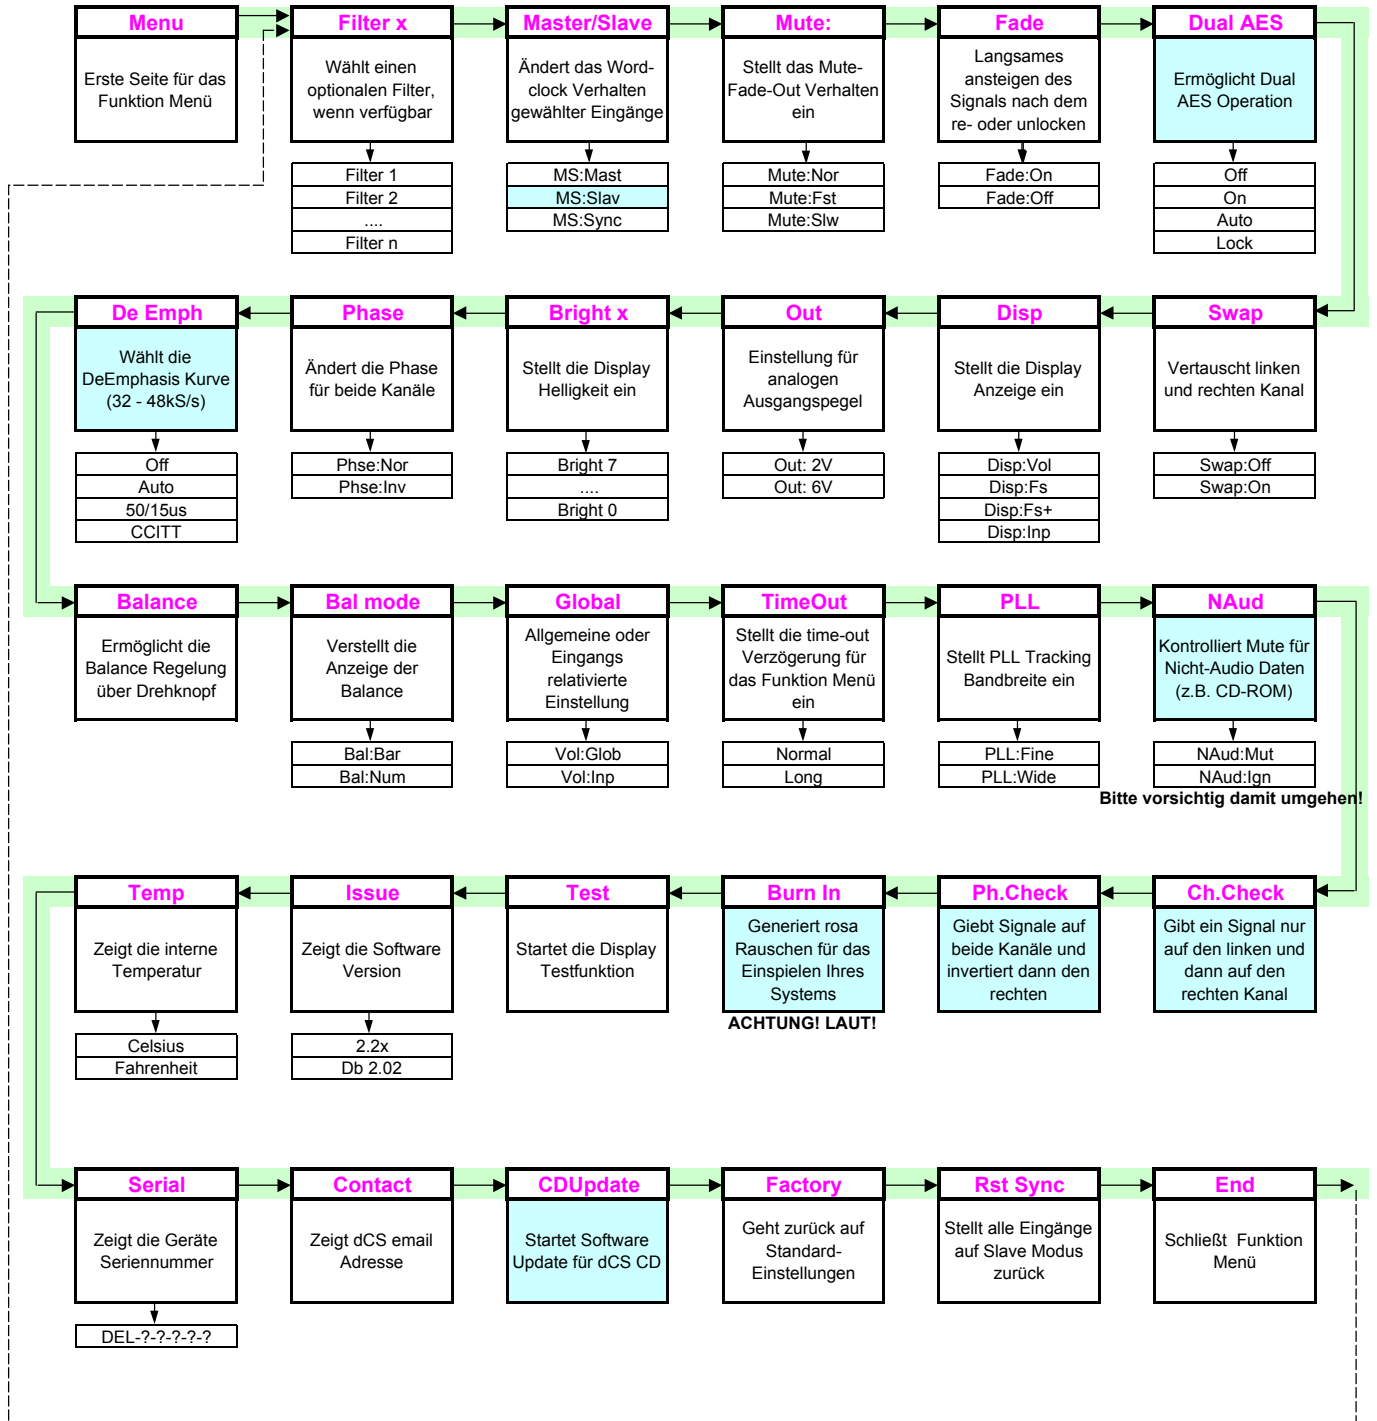 Menu
Erste Seite für das
Funktion Menü
Filter x
Wählt einen
optionalen Filter,
wenn verfügbar
Filter 1
Filter 2
....
Filter n
Master/Slave
Ändert das Word-
clock Verhalten
gewählter Eingänge
MS:Mast
MS:Slav
MS:Sync
Mute:
Stellt das Mute-
Fade-Out Verhalten
ein
Mute:Nor
Mute:Fst
Mute:Slw
Fade
Langsames
ansteigen des
Signals nach dem
re- oder unlocken
Fade:On
Fade:Off
Dual AES
Ermöglicht Dual
AES Operation
Off
On
Auto
Lock
De Emph
Wählt die
DeEmphasis Kurve
(32 - 48kS/s)
Off
Auto
50/15us
CCITT
Phase
Ändert die Phase
für beide Kanäle
Phse:Nor
Phse:Inv
Bright x
Stellt die Display
Helligkeit ein
Bright 7
....
Bright 0
Out
Einstellung für
analogen
Ausgangspegel
Out: 2V
Out: 6V
Disp
Stellt die Display
Anzeige ein
Disp:Vol
Disp:Fs
Disp:Fs+
Disp:Inp
Swap
Vertauscht linken
und rechten Kanal
Swap:Off
Swap:On
Balance
Ermöglicht die
Balance Regelung
über Drehknopf
Bal mode
Verstellt die
Anzeige der
Balance
Bal:Bar
Bal:Num
Global
Allgemeine oder
Eingangs
relativierte
Einstellung
Vol:Glob
Vol:Inp
TimeOut
Stellt die time-out
Verzögerung für
das Funktion Menü
ein
Normal
Long
PLL
Stellt PLL Tracking
Bandbreite ein
PLL:Fine
PLL:Wide
NAud
Kontrolliert Mute für
Nicht-Audio Daten
(z.B. CD-ROM)
NAud:Mut
NAud:Ign
Bitte vorsichtig damit umgehen!
Temp
Zeigt die interne
Temperatur
Celsius
Fahrenheit
Issue
Zeigt die Software
Version
2.2x
Db 2.02
Test
Startet die Display
Testfunktion
Burn In
Generiert rosa
Rauschen für das
Einspielen Ihres
Systems
ACHTUNG! LAUT!
Ph.Check
Giebt Signale auf
beide Kanäle und
invertiert dann den
rechten
Ch.Check
Gibt ein Signal nur
auf den linken und
dann auf den
rechten Kanal
Serial
Zeigt die Geräte
Seriennummer
DEL-?-?-?-?-?
Contact
Zeigt dCS email
Adresse
CDUpdate
Startet Software
Update für dCS CD
Factory
Geht zurück auf
Standard-
Einstellungen
Rst Sync
Stellt alle Eingänge
auf Slave Modus
zurück
End
Schließt Funktion
Menü